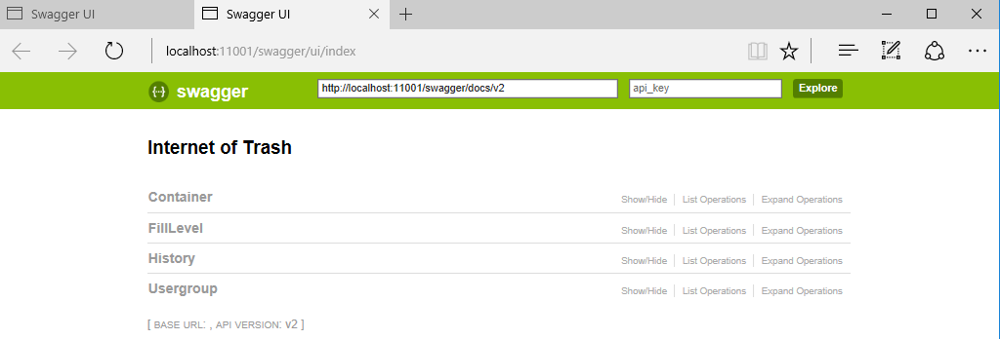 Swagger UI Swagger UI
localhost:11001/swagger/ui/index
{···} swagger http://localhost:11001/swagger/docs/v2 api_key Explore
Internet of Trash
Container Show/Hide List Operations Expand Operations
FillLevel Show/Hide List Operations Expand Operations
History Show/Hide List Operations Expand Operations
Usergroup Show/Hide List Operations Expand Operations
[ BASE URL: , API VERSION: v2 ]